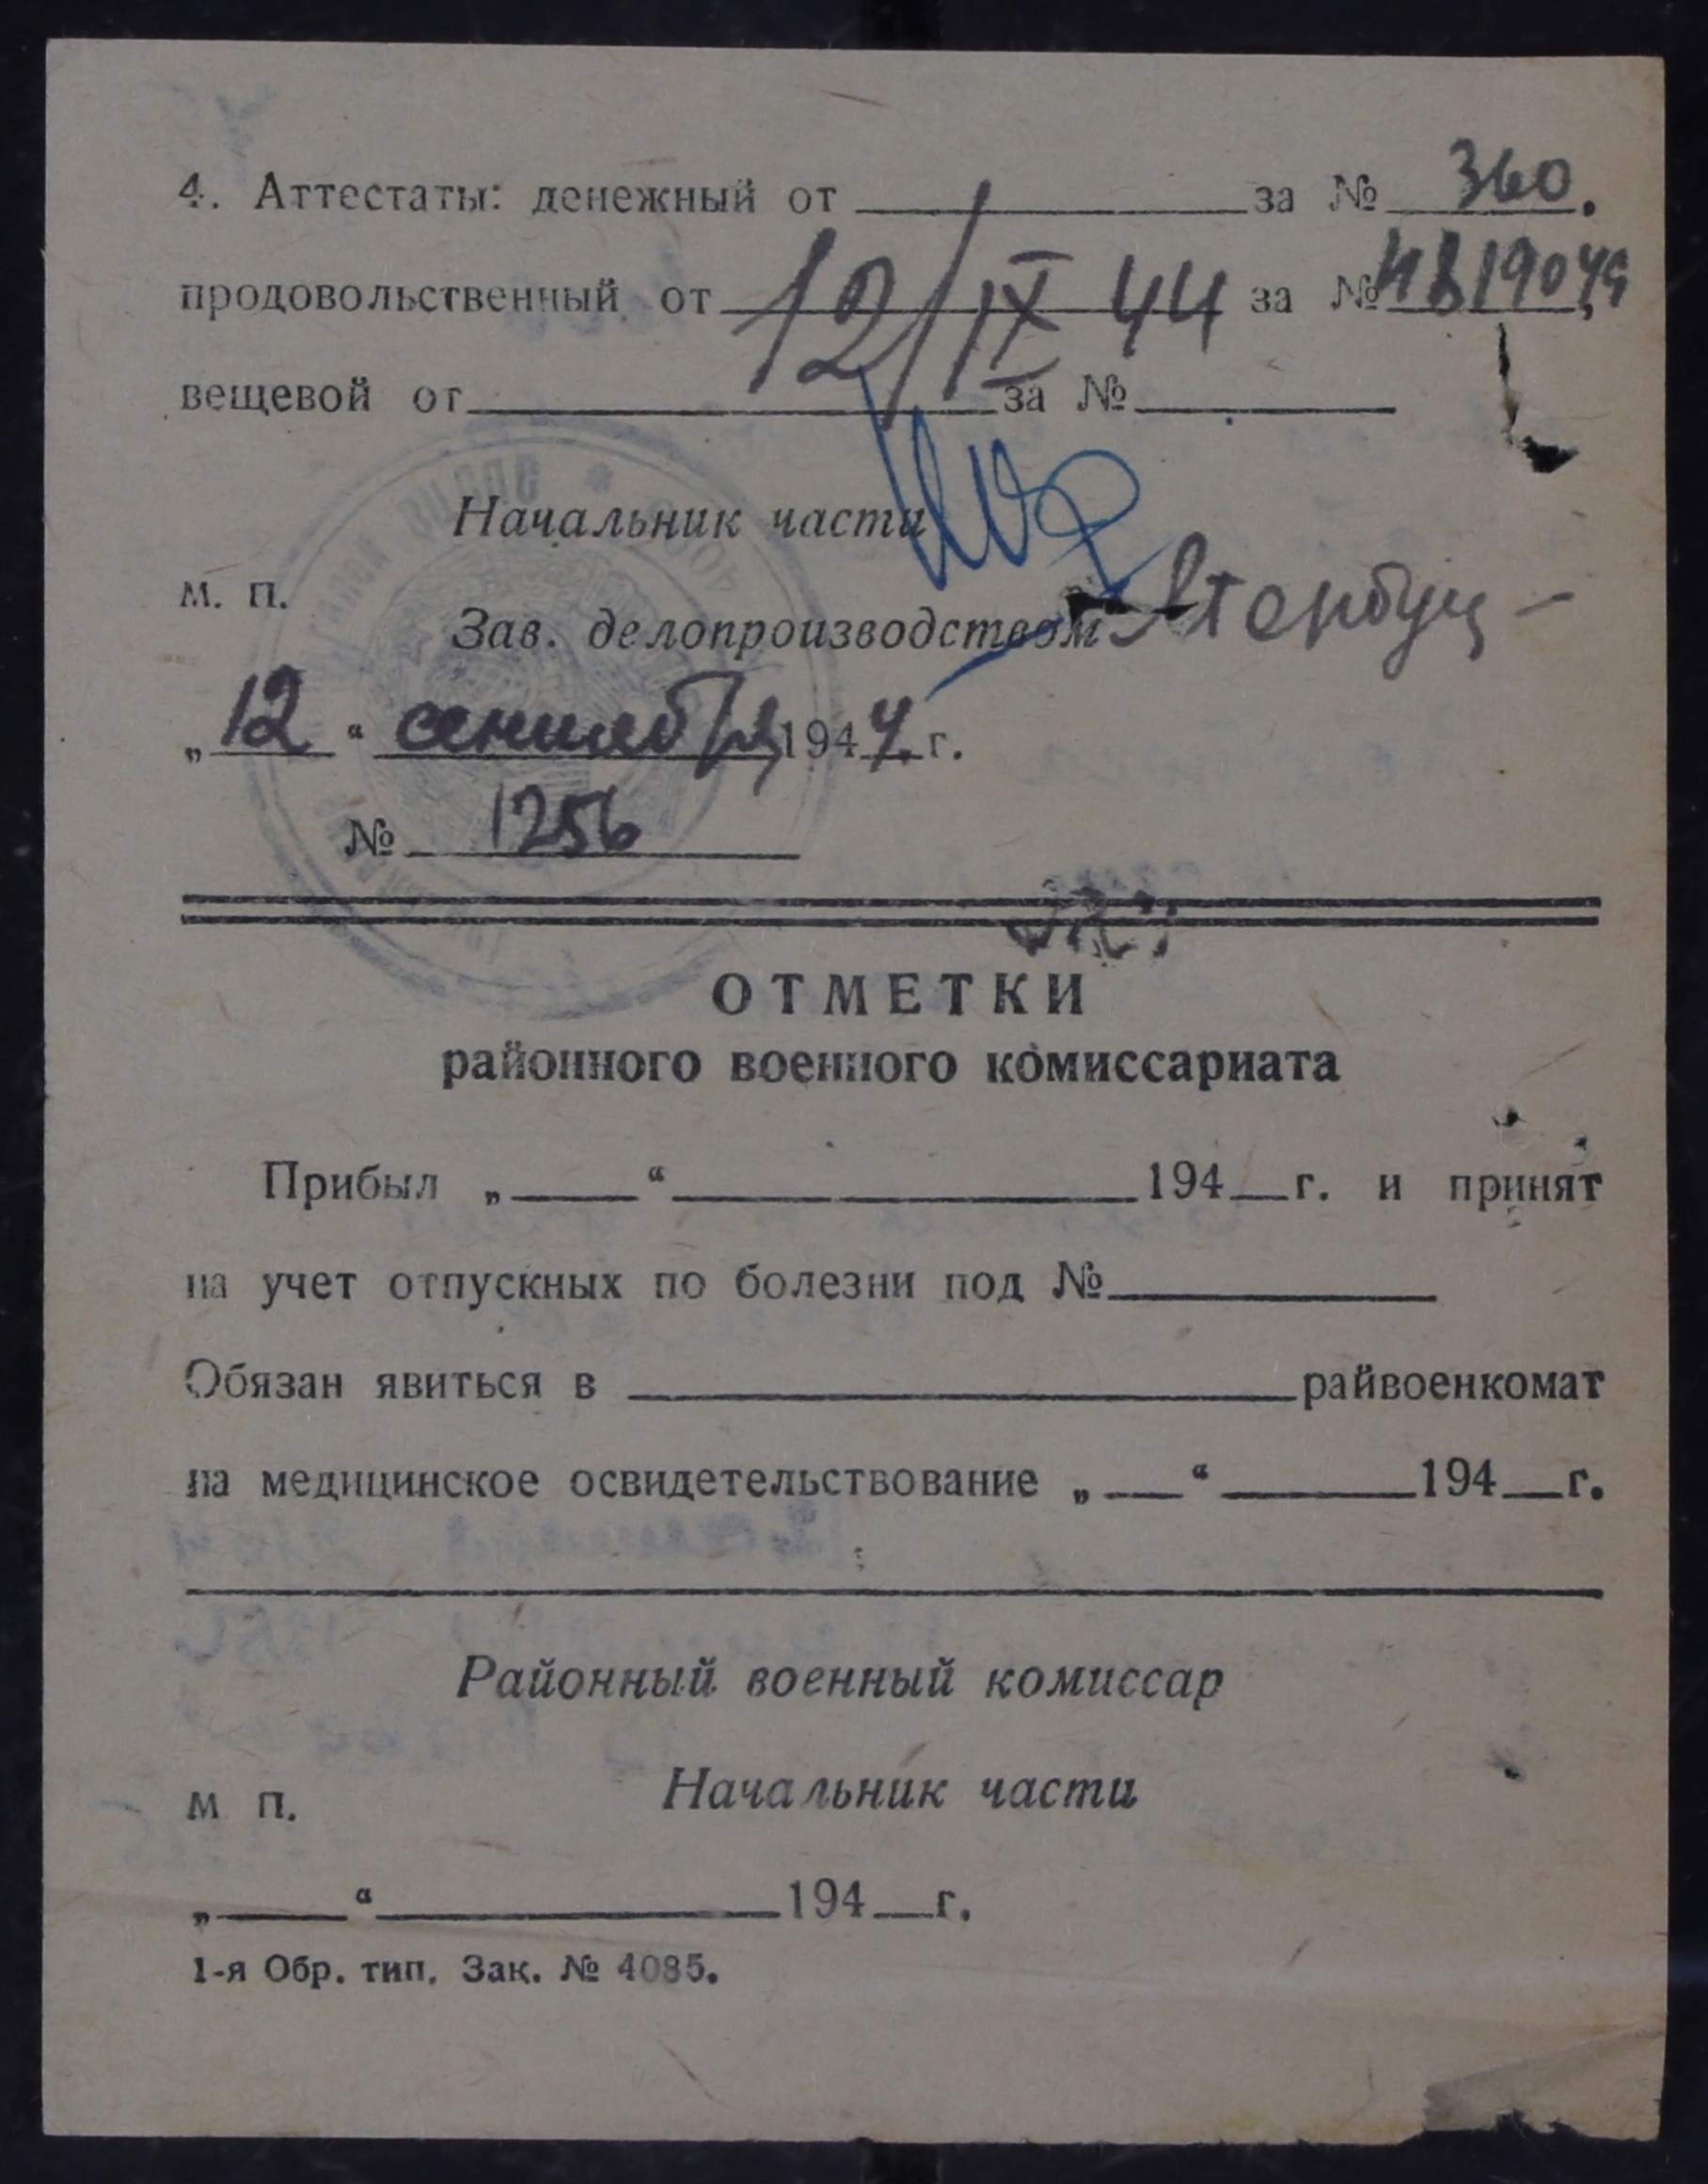 4. Аттестаты: денежный от за № 360.
продовольственный от 12/IX 44 за №
вещевой от за №
Начальник части
М. П.
Зав. делопроизводством
„12“ сентября 1944 г.
№ 1256
ОТМЕТКИ
районного военного комиссариата
Прибыл „ “ 194 г. и принят
на учет отпускных по болезни под №
Обязан явиться в райвоенкомат
на медицинское освидетельствование „ “ 194 г.
Районный военный комиссар
Начальник части
М П.
„ “ 194 г.
1-я Обр. тип. Зак. № 4085.